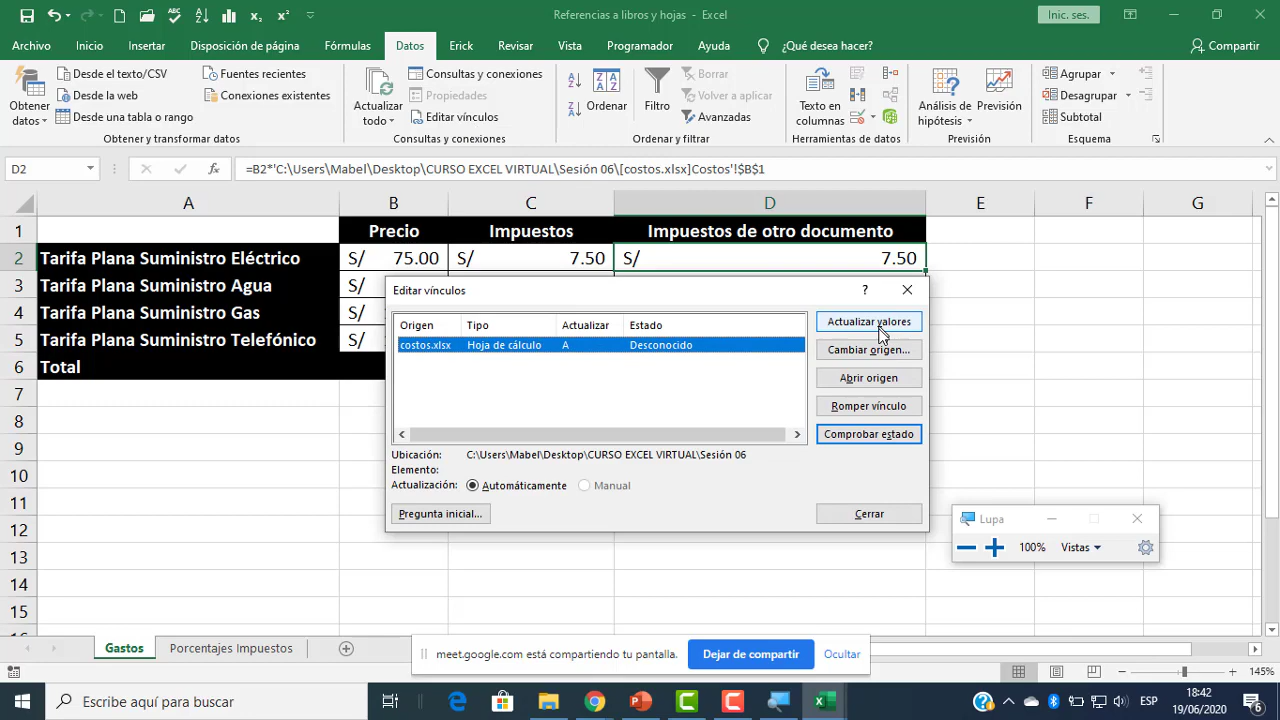 Referencias a libros y hojas - Excel
Inic. ses.
Archivo Inicio Insertar Disposición de página Fórmulas Datos Erick Revisar Vista Programador Ayuda ¿Qué desea hacer? Compartir
Obtener datos
Desde el texto/CSV
Desde la web
Desde una tabla o rango
Fuentes recientes
Conexiones existentes
Obtener y transformar datos
Actualizar todo
Consultas y conexiones
Propiedades
Editar vínculos
Consultas y conexiones
Ordenar
Filtro
Borrar
Volver a aplicar
Avanzadas
Ordenar y filtrar
Texto en columnas
Herramientas de datos
Análisis de hipótesis
Previsión
Previsión
Agrupar
Desagrupar
Subtotal
Esquema
D2 fx =B2*'C:\Users\Mabel\Desktop\CURSO EXCEL VIRTUAL\Sesión 06\[costos.xlsx]Costos'!$B$1
A B C D E F G
1 Precio Impuestos Impuestos de otro documento
2 Tarifa Plana Suministro Eléctrico S/ 75.00 S/ 7.50 S/ 7.50
3 Tarifa Plana Suministro Agua S/
4 Tarifa Plana Suministro Gas S/
5 Tarifa Plana Suministro Telefónico S/
6 Total
7
8
9
10
11
12
13
14
15
Editar vínculos ?
Origen Tipo Actualizar Estado
costos.xlsx Hoja de cálculo A Desconocido
Actualizar valores
Cambiar origen...
Abrir origen
Romper vínculo
Comprobar estado
Ubicación: C:\Users\Mabel\Desktop\CURSO EXCEL VIRTUAL\Sesión 06
Elemento:
Actualización: Automáticamente Manual
Pregunta inicial... Cerrar
Lupa
100% Vistas
Gastos Porcentajes Impuestos
meet.google.com está compartiendo tu pantalla. Dejar de compartir Ocultar
145%
Escribe aquí para buscar
ESP
18:42
19/06/2020
6